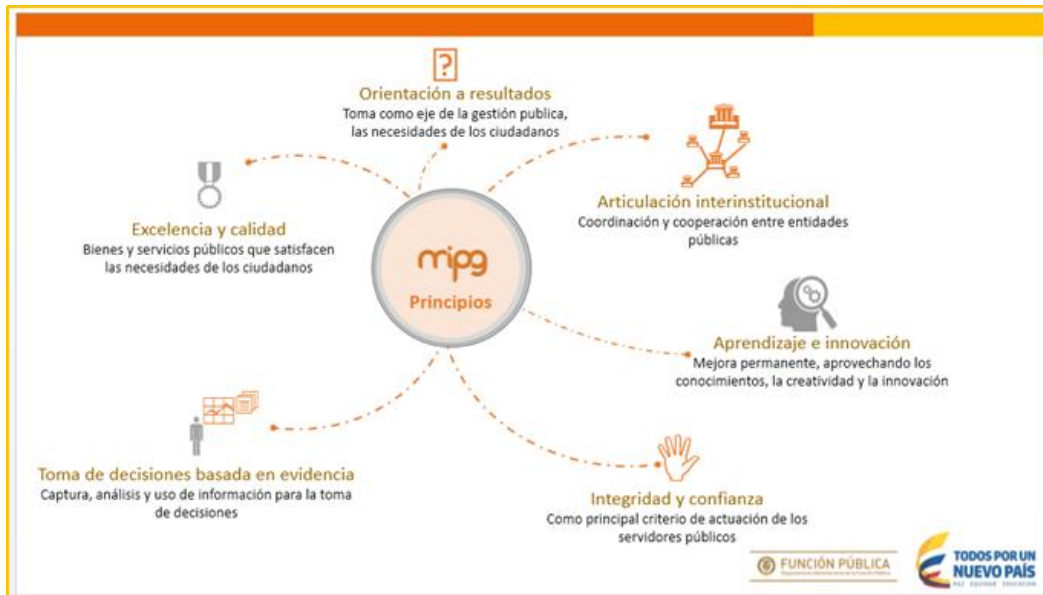 ?
Orientación a resultados
Toma como eje de la gestión publica,
las necesidades de los ciudadanos
Articulación interinstitucional
Coordinación y cooperación entre entidades
públicas
Excelencia y calidad
Bienes y servicios públicos que satisfacen
las necesidades de los ciudadanos
mipg
Principios
Aprendizaje e innovación
Mejora permanente, aprovechando los
conocimientos, la creatividad y la innovación
Toma de decisiones basada en evidencia
Captura, análisis y uso de información para la toma
de decisiones
Integridad y confianza
Como principal criterio de actuación de los
servidores públicos
FUNCIÓN PÚBLICA
TODOS POR UN
NUEVO PAÍS
PAZ EQUIDAD EDUCACIÓN